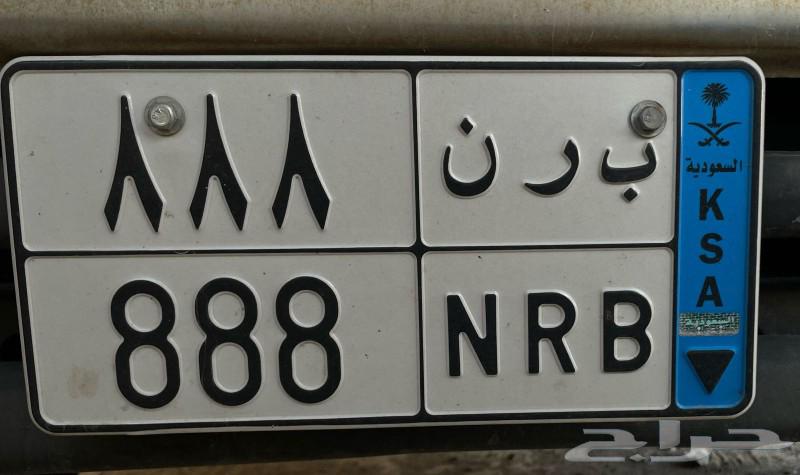 ٨٨٨ ب ر ن
888 NRB
السعودية
K
S
A
حراج